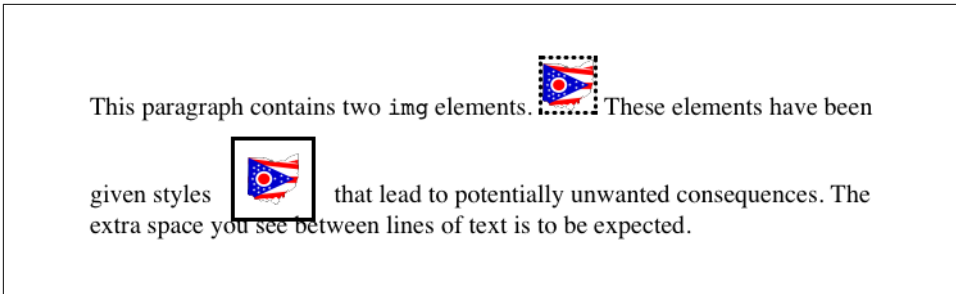 This paragraph contains two img elements. These elements have been
given styles that lead to potentially unwanted consequences. The
extra space you see between lines of text is to be expected.